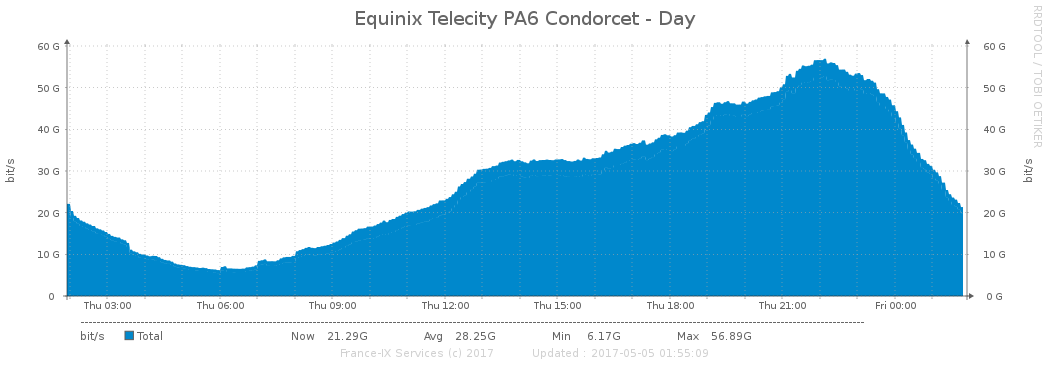 Equinix Telecity PA6 Condorcet - Day
RRDTOOL / TOBI OETIKER
60 G 60 G
50 G 50 G
40 G 40 G
30 G 30 G
20 G 20 G
10 G 10 G
0 0 G
bit/s bit/s
Thu 03:00 Thu 06:00 Thu 09:00 Thu 12:00 Thu 15:00 Thu 18:00 Thu 21:00 Fri 00:00
bit/s Total Now 21.29G Avg 28.25G Min 6.17G Max 56.89G
France-IX Services (c) 2017 Updated : 2017-05-05 01:55:09